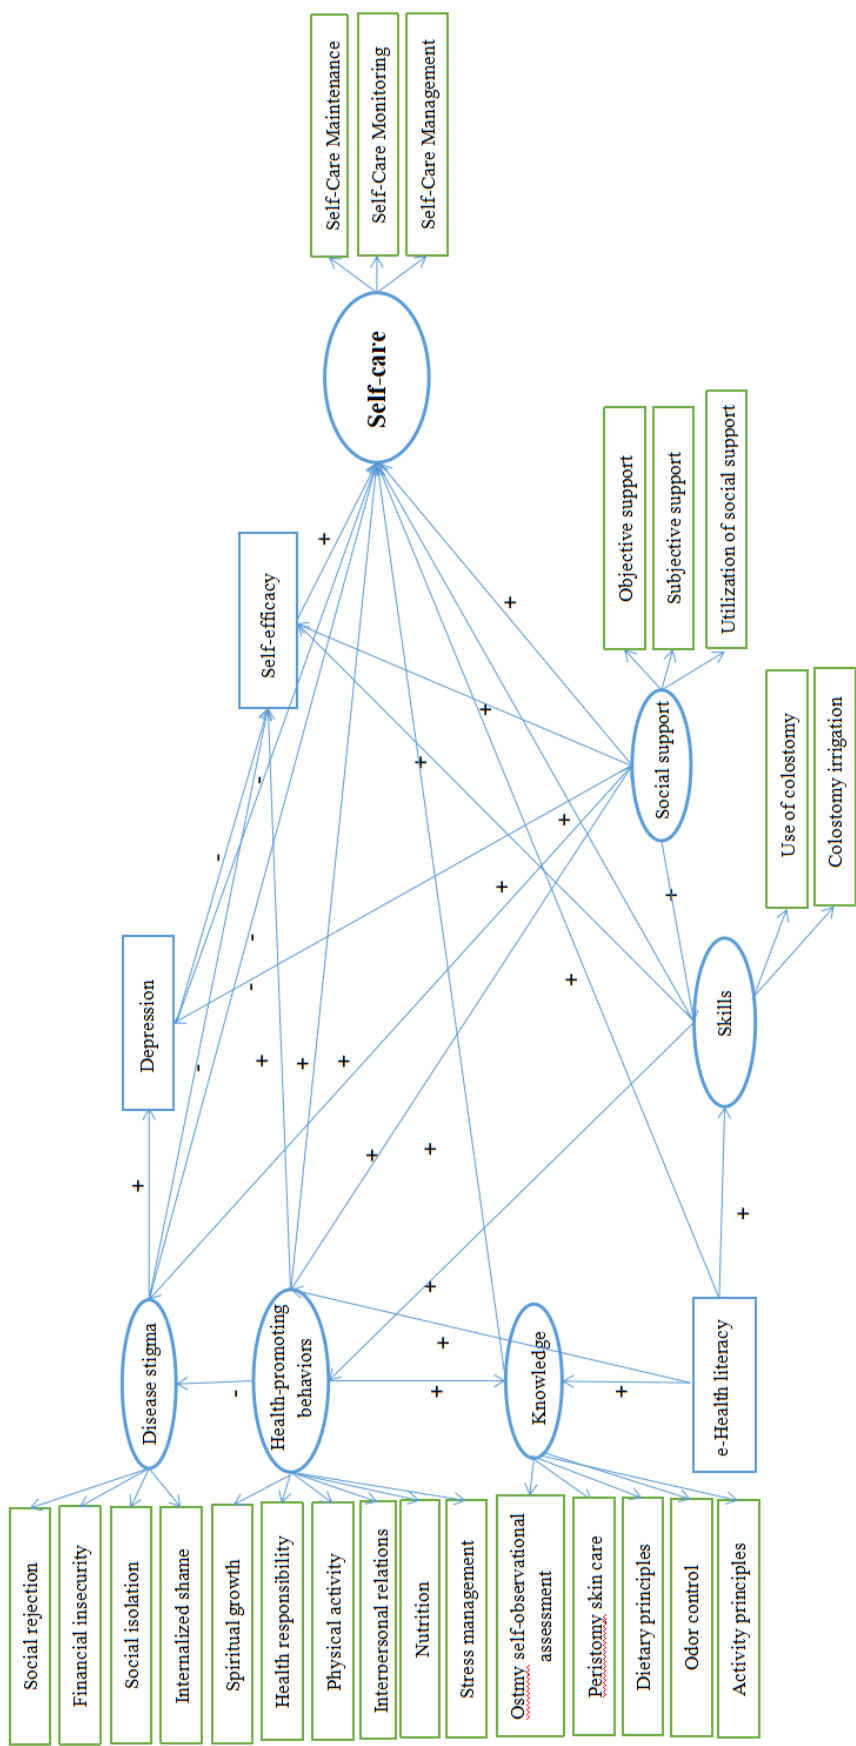 Social rejection
Financial insecurity
Social isolation
Internalized shame
Spiritual growth
Health responsibility
Physical activity
Interpersonal relations
Nutrition
Stress management
Ostmy self-observational
assessment
Peristomy skin care
Dietary principles
Odor control
Activity principles
Disease stigma
Health-promoting
behaviors
Knowledge
e-Health literacy
Depression
Skills
Self-efficacy
Social support
Use of colostomy
Colostomy irrigation
Objective support
Subjective support
Utilization of social support
Self-care
Self-Care Maintenance
Self-Care Monitoring
Self-Care Management
+
-
+
+
+
+
+
+
+
-
+
+
+
-
-
+
+
+
+
+
-
-
+
+
+
+